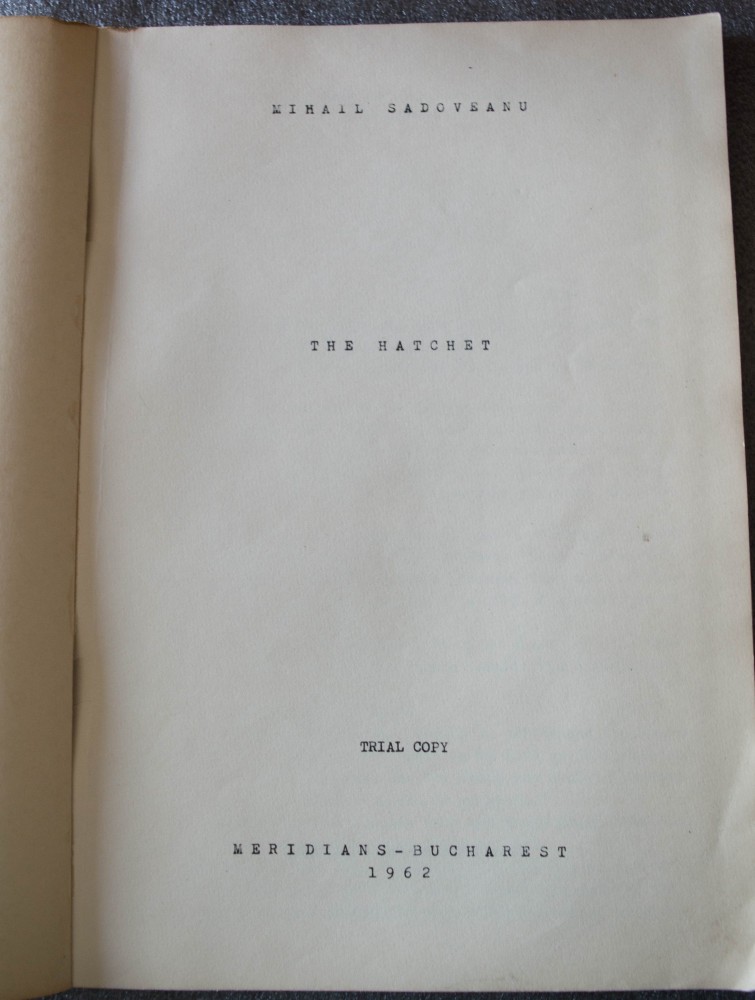 MIHAIL SADOVEANU
THE HATCHET
TRIAL COPY
MERIDIANS-BUCHAREST
1962